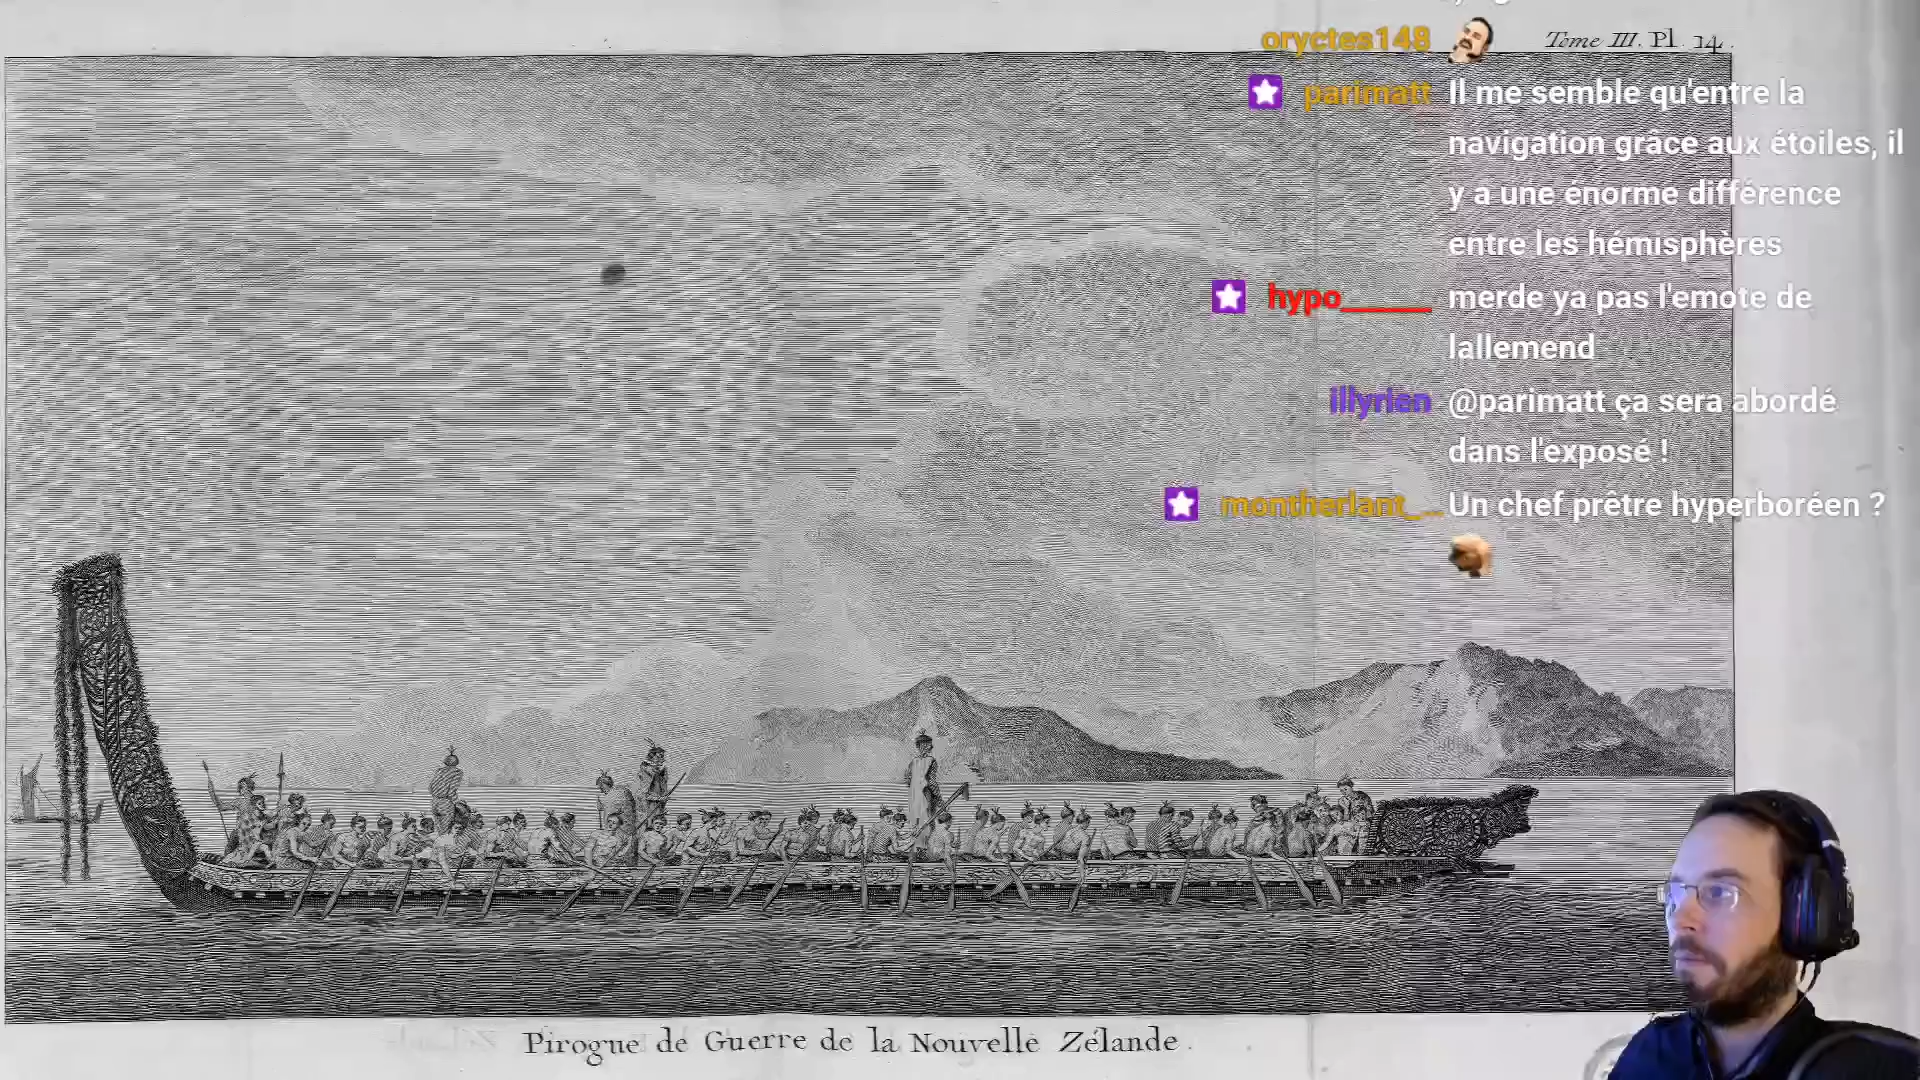 oryctes148
Tome III. Pl. 14.
parimatt Il me semble qu'entre la
navigation grâce aux étoiles, il
y a une énorme différence
entre les hémisphères
hypo______ merde ya pas l'emote de
lallemend
illyrien @parimatt ça sera abordé
dans l'exposé !
montherlant_... Un chef prêtre hyperboréen ?
Pirogue de Guerre de la Nouvelle Zélande.